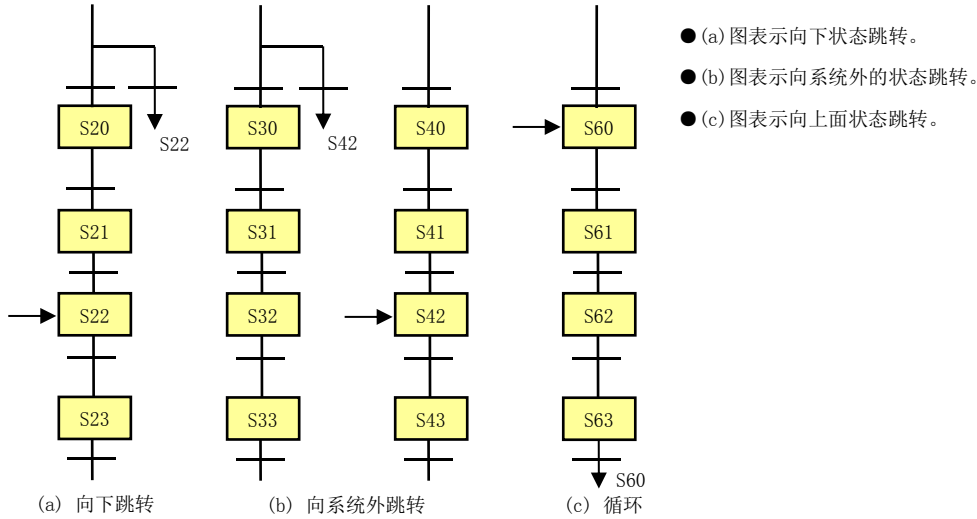 ●(a)图表示向下状态跳转。
●(b)图表示向系统外的状态跳转。
●(c)图表示向上面状态跳转。
S20
S22
S30
S42
S40
S60
S21
S31
S41
S61
S22
S32
S42
S62
S23
S33
S43
S63
S60
(a) 向下跳转
(b) 向系统外跳转
(c) 循环